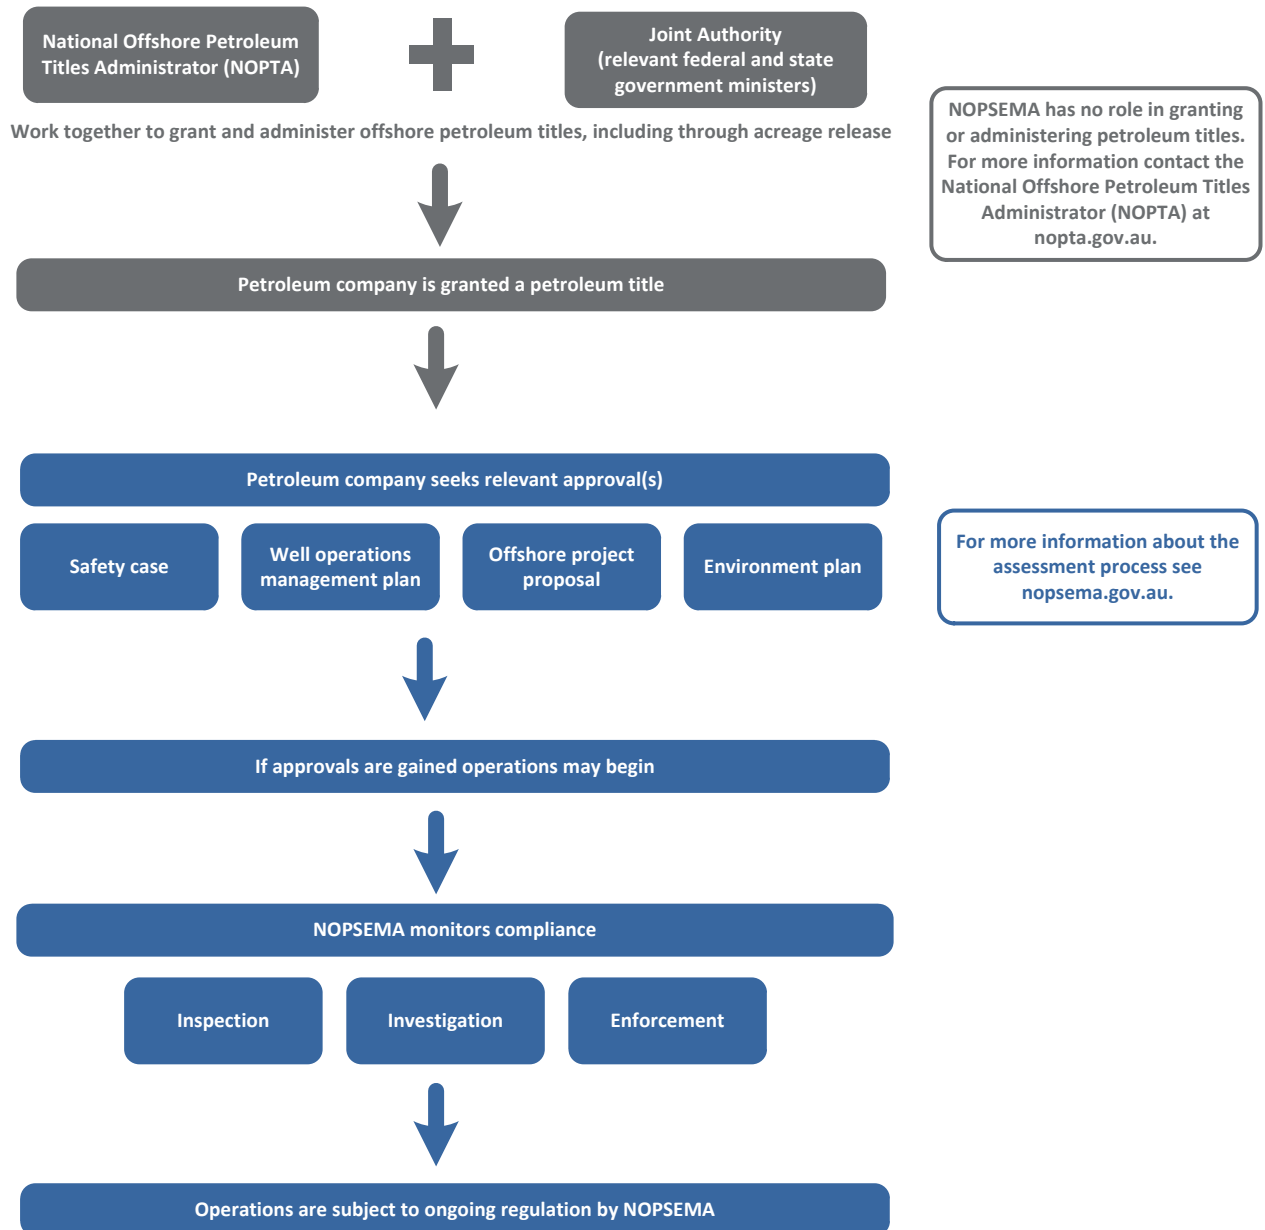 National Offshore Petroleum
Titles Administrator (NOPTA)
Joint Authority
(relevant federal and state
government ministers)
Work together to grant and administer offshore petroleum titles, including through acreage release
NOPSEMA has no role in granting
or administering petroleum titles.
For more information contact the
National Offshore Petroleum Titles
Administrator (NOPTA) at
nopta.gov.au.
Petroleum company is granted a petroleum title
Petroleum company seeks relevant approval(s)
Safety case
Well operations
management plan
Offshore project
proposal
Environment plan
For more information about the
assessment process see
nopsema.gov.au.
If approvals are gained operations may begin
NOPSEMA monitors compliance
Inspection
Investigation
Enforcement
Operations are subject to ongoing regulation by NOPSEMA